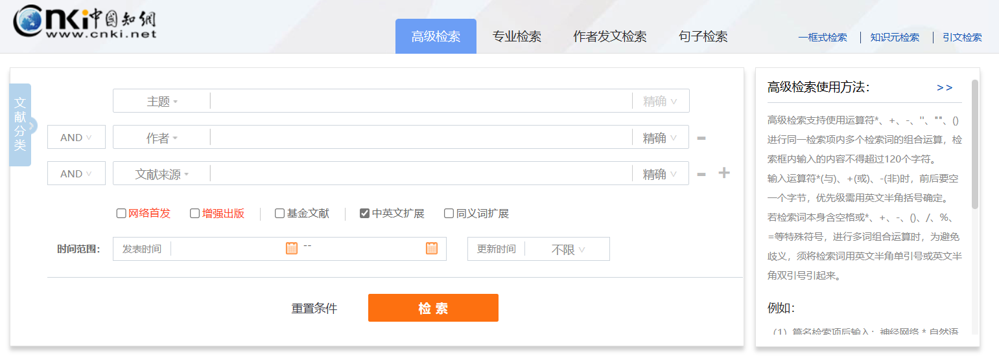 cnki中国知網
www.cnki.net
高级检索 专业检索 作者发文检索 句子检索
一框式检索 知识元检索 引文检索
文献分类
主题 精确
AND 作者 精确
AND 文献来源 精确
网络首发 增强出版 基金文献 中英文扩展 同义词扩展
时间范围： 发表时间 -- 更新时间 不限
重置条件 检索
高级检索使用方法： >>
高级检索支持使用运算符*、+、-、''、""、()
进行同一检索项内多个检索词的组合运算，检
索框内输入的内容不得超过120个字符。
输入运算符*(与)、+(或)、-(非)时，前后要空
一个字节，优先级需用英文半角括号确定。
若检索词本身含空格或*、+、-、()、/、%、
=等特殊符号，进行多词组合运算时，为避免
歧义，须将检索词用英文半角单引号或英文半
角双引号引起来。
例如：
（1）篇名检索项后输入：神经网络 * 自然语